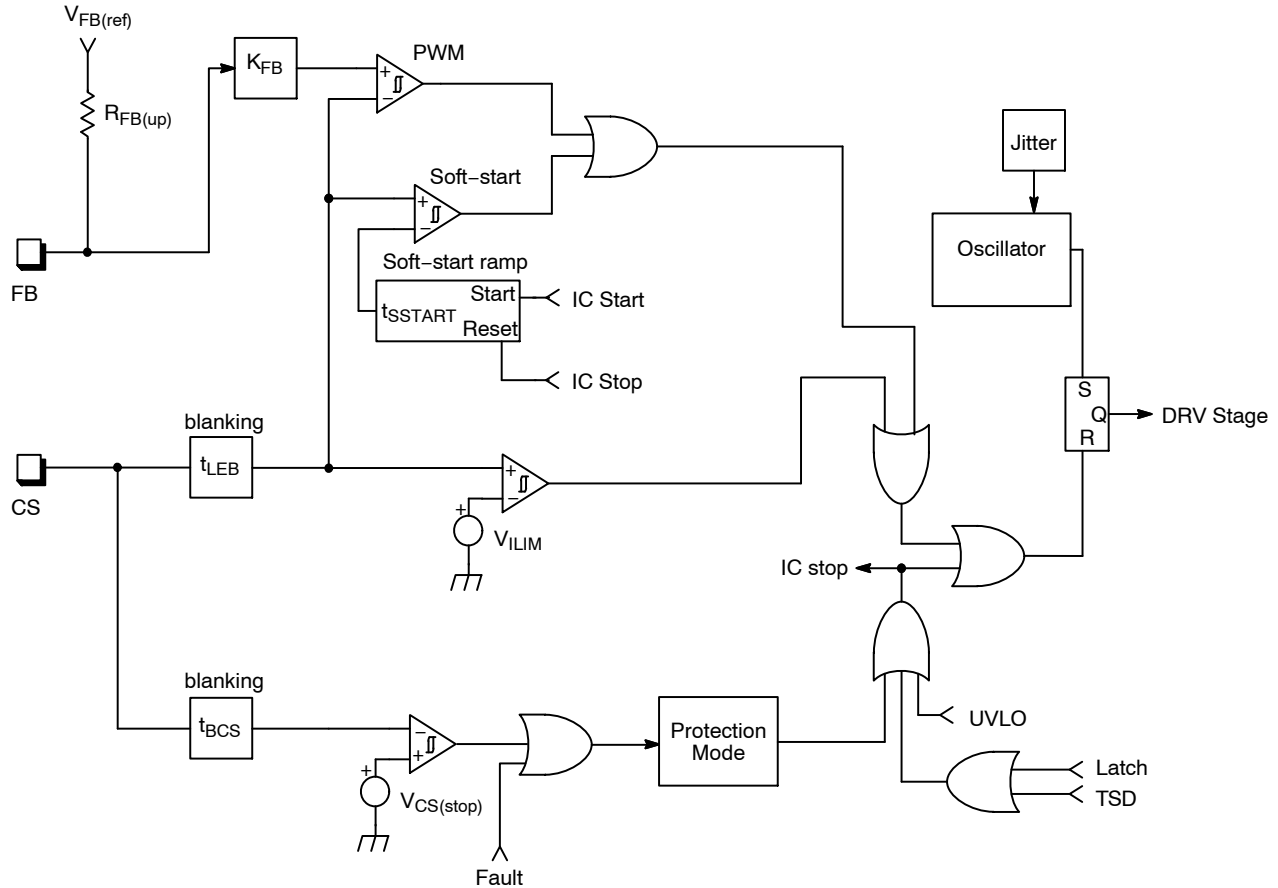 VFB(ref)
KFB
+
−
PWM
RFB(up)
Jitter
Soft−start
+
−
Oscillator
FB
Soft−start ramp
Start
tSSTART
Reset
IC Start
IC Stop
S
Q
R
DRV Stage
blanking
tLEB
CS
+
−
+
VILIM
IC stop
blanking
tBCS
−
+
+
VCS(stop)
Protection
Mode
UVLO
Latch
TSD
Fault